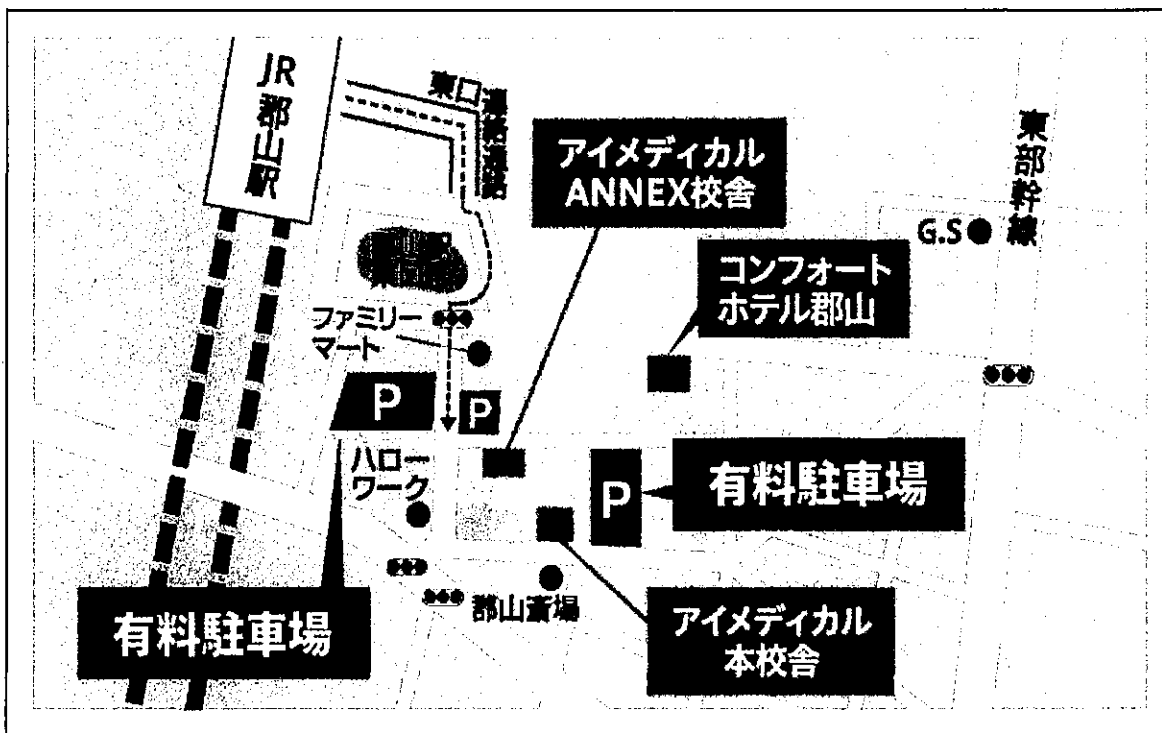 JR郡山駅
東口
連絡通路
アイメディカル
ANNEX校舎
東部幹線
G.S
コンフォート
ホテル郡山
ファミリー
マート
P
P
ハロー
ワーク
P
有料駐車場
有料駐車場
郡山斎場
アイメディカル
本校舎